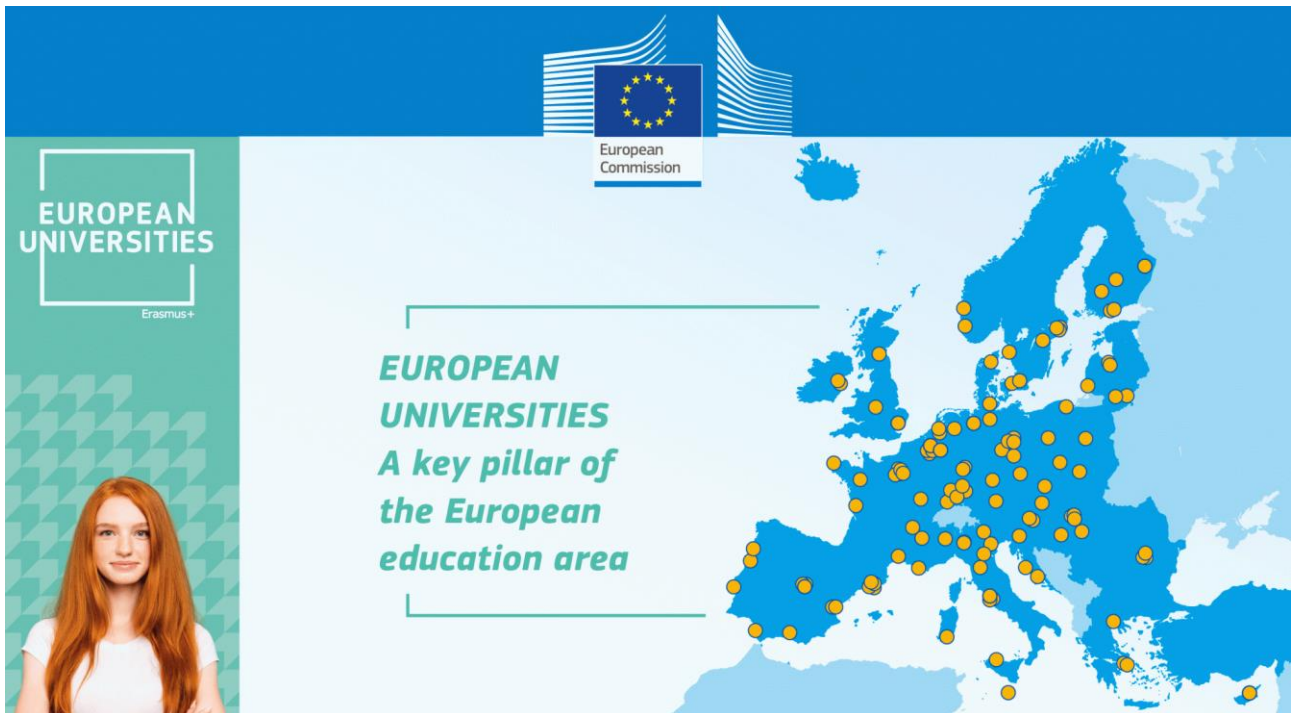 European
Commission
EUROPEAN
UNIVERSITIES
Erasmus+
EUROPEAN
UNIVERSITIES
A key pillar of
the European
education area